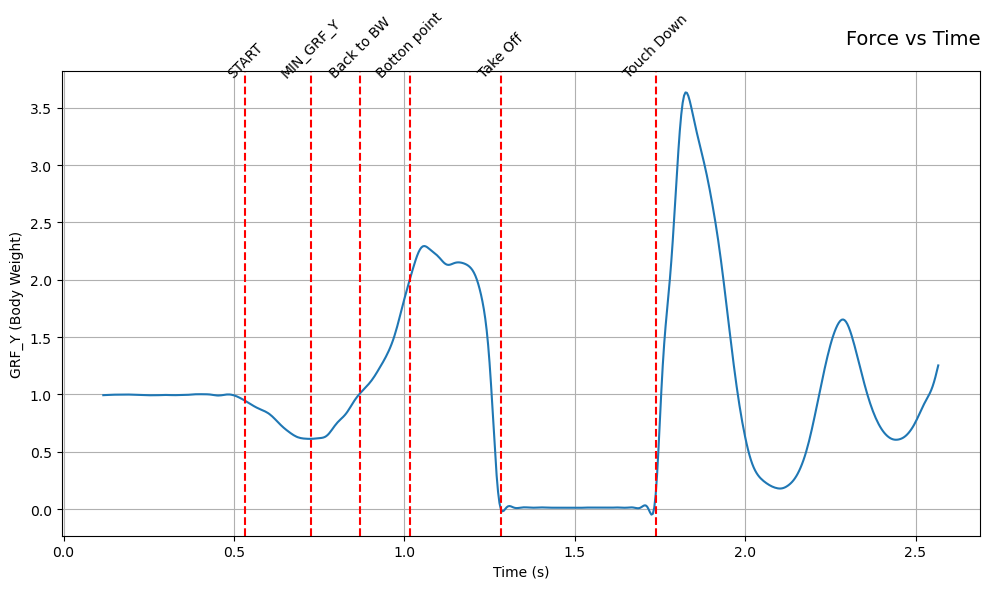 Force vs Time
START
MIN_GRF_Y
Back to BW
Botton point
Take Off
Touch Down
GRF_Y (Body Weight)
3.5
3.0
2.5
2.0
1.5
1.0
0.5
0.0
0.0
0.5
1.0
1.5
2.0
2.5
Time (s)